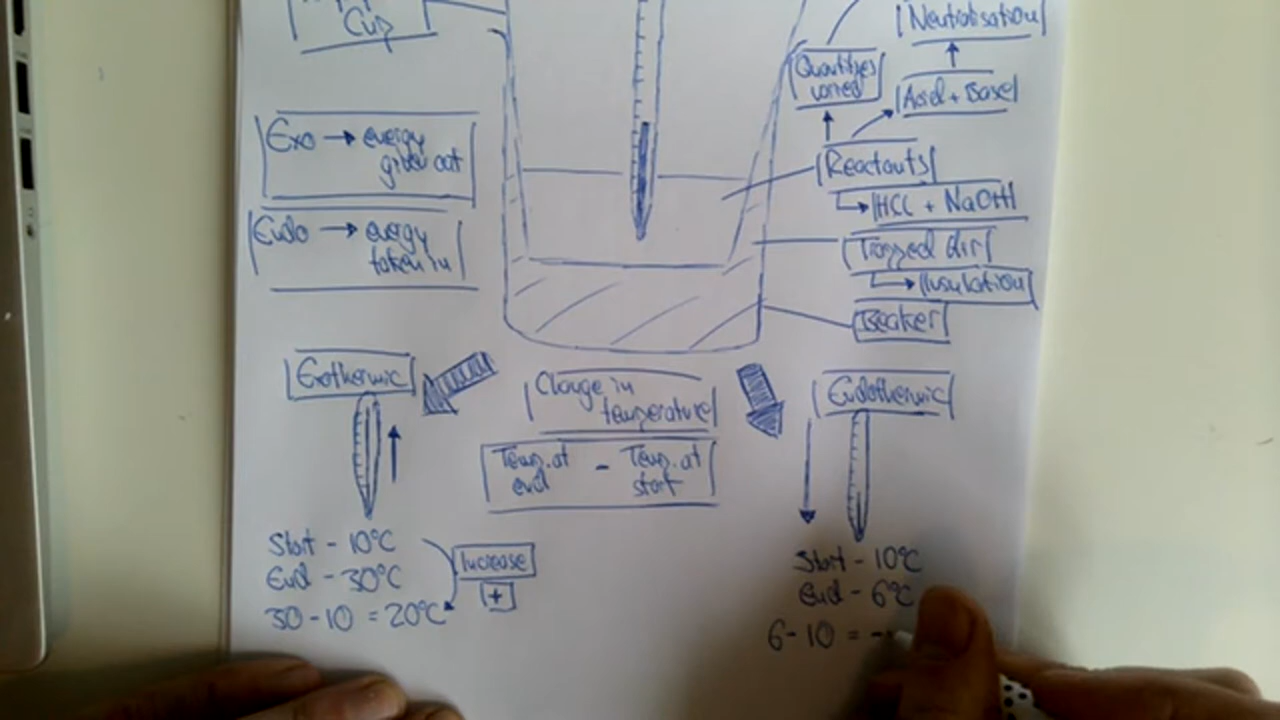 Cup
Neutralisation
Quantities
varied
Acid + Base
Exo → energy
given out
Reactants
HCl + NaOH
Endo → energy
taken in
Trapped air
Insulation
Beaker
Exothermic
Change in
temperature
Endothermic
Temp. at end - Temp. at start
Start - 10°C
End - 30°C
30 - 10 = 20°C
Increase
+
Start - 10°C
End - 6°C
6 - 10 = -